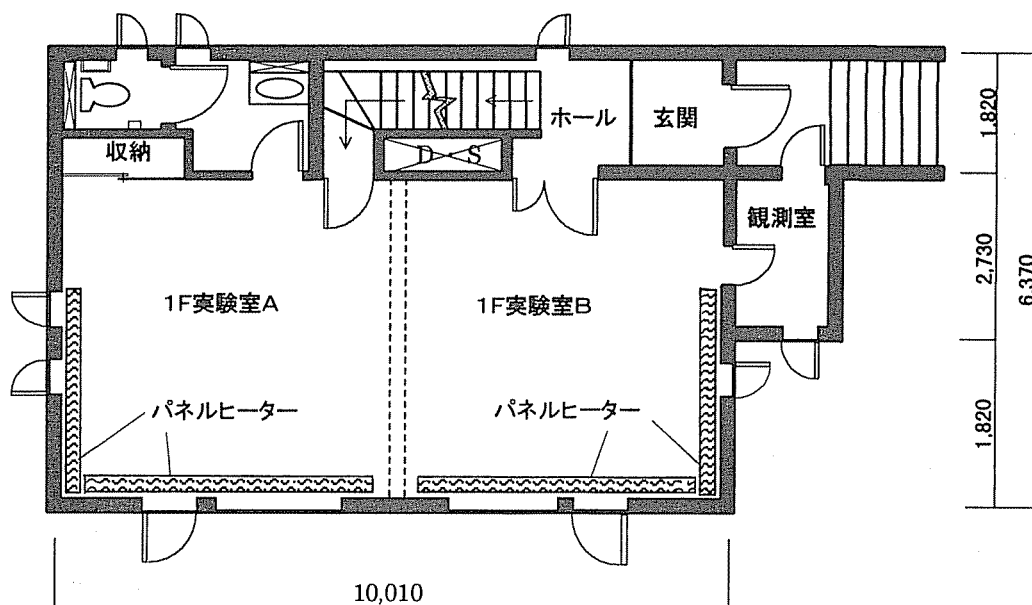 ホール
玄関
1,820
D S
収納
観測室
2,730
6,370
1F実験室A
1F実験室B
パネルヒーター
パネルヒーター
1,820
10,010